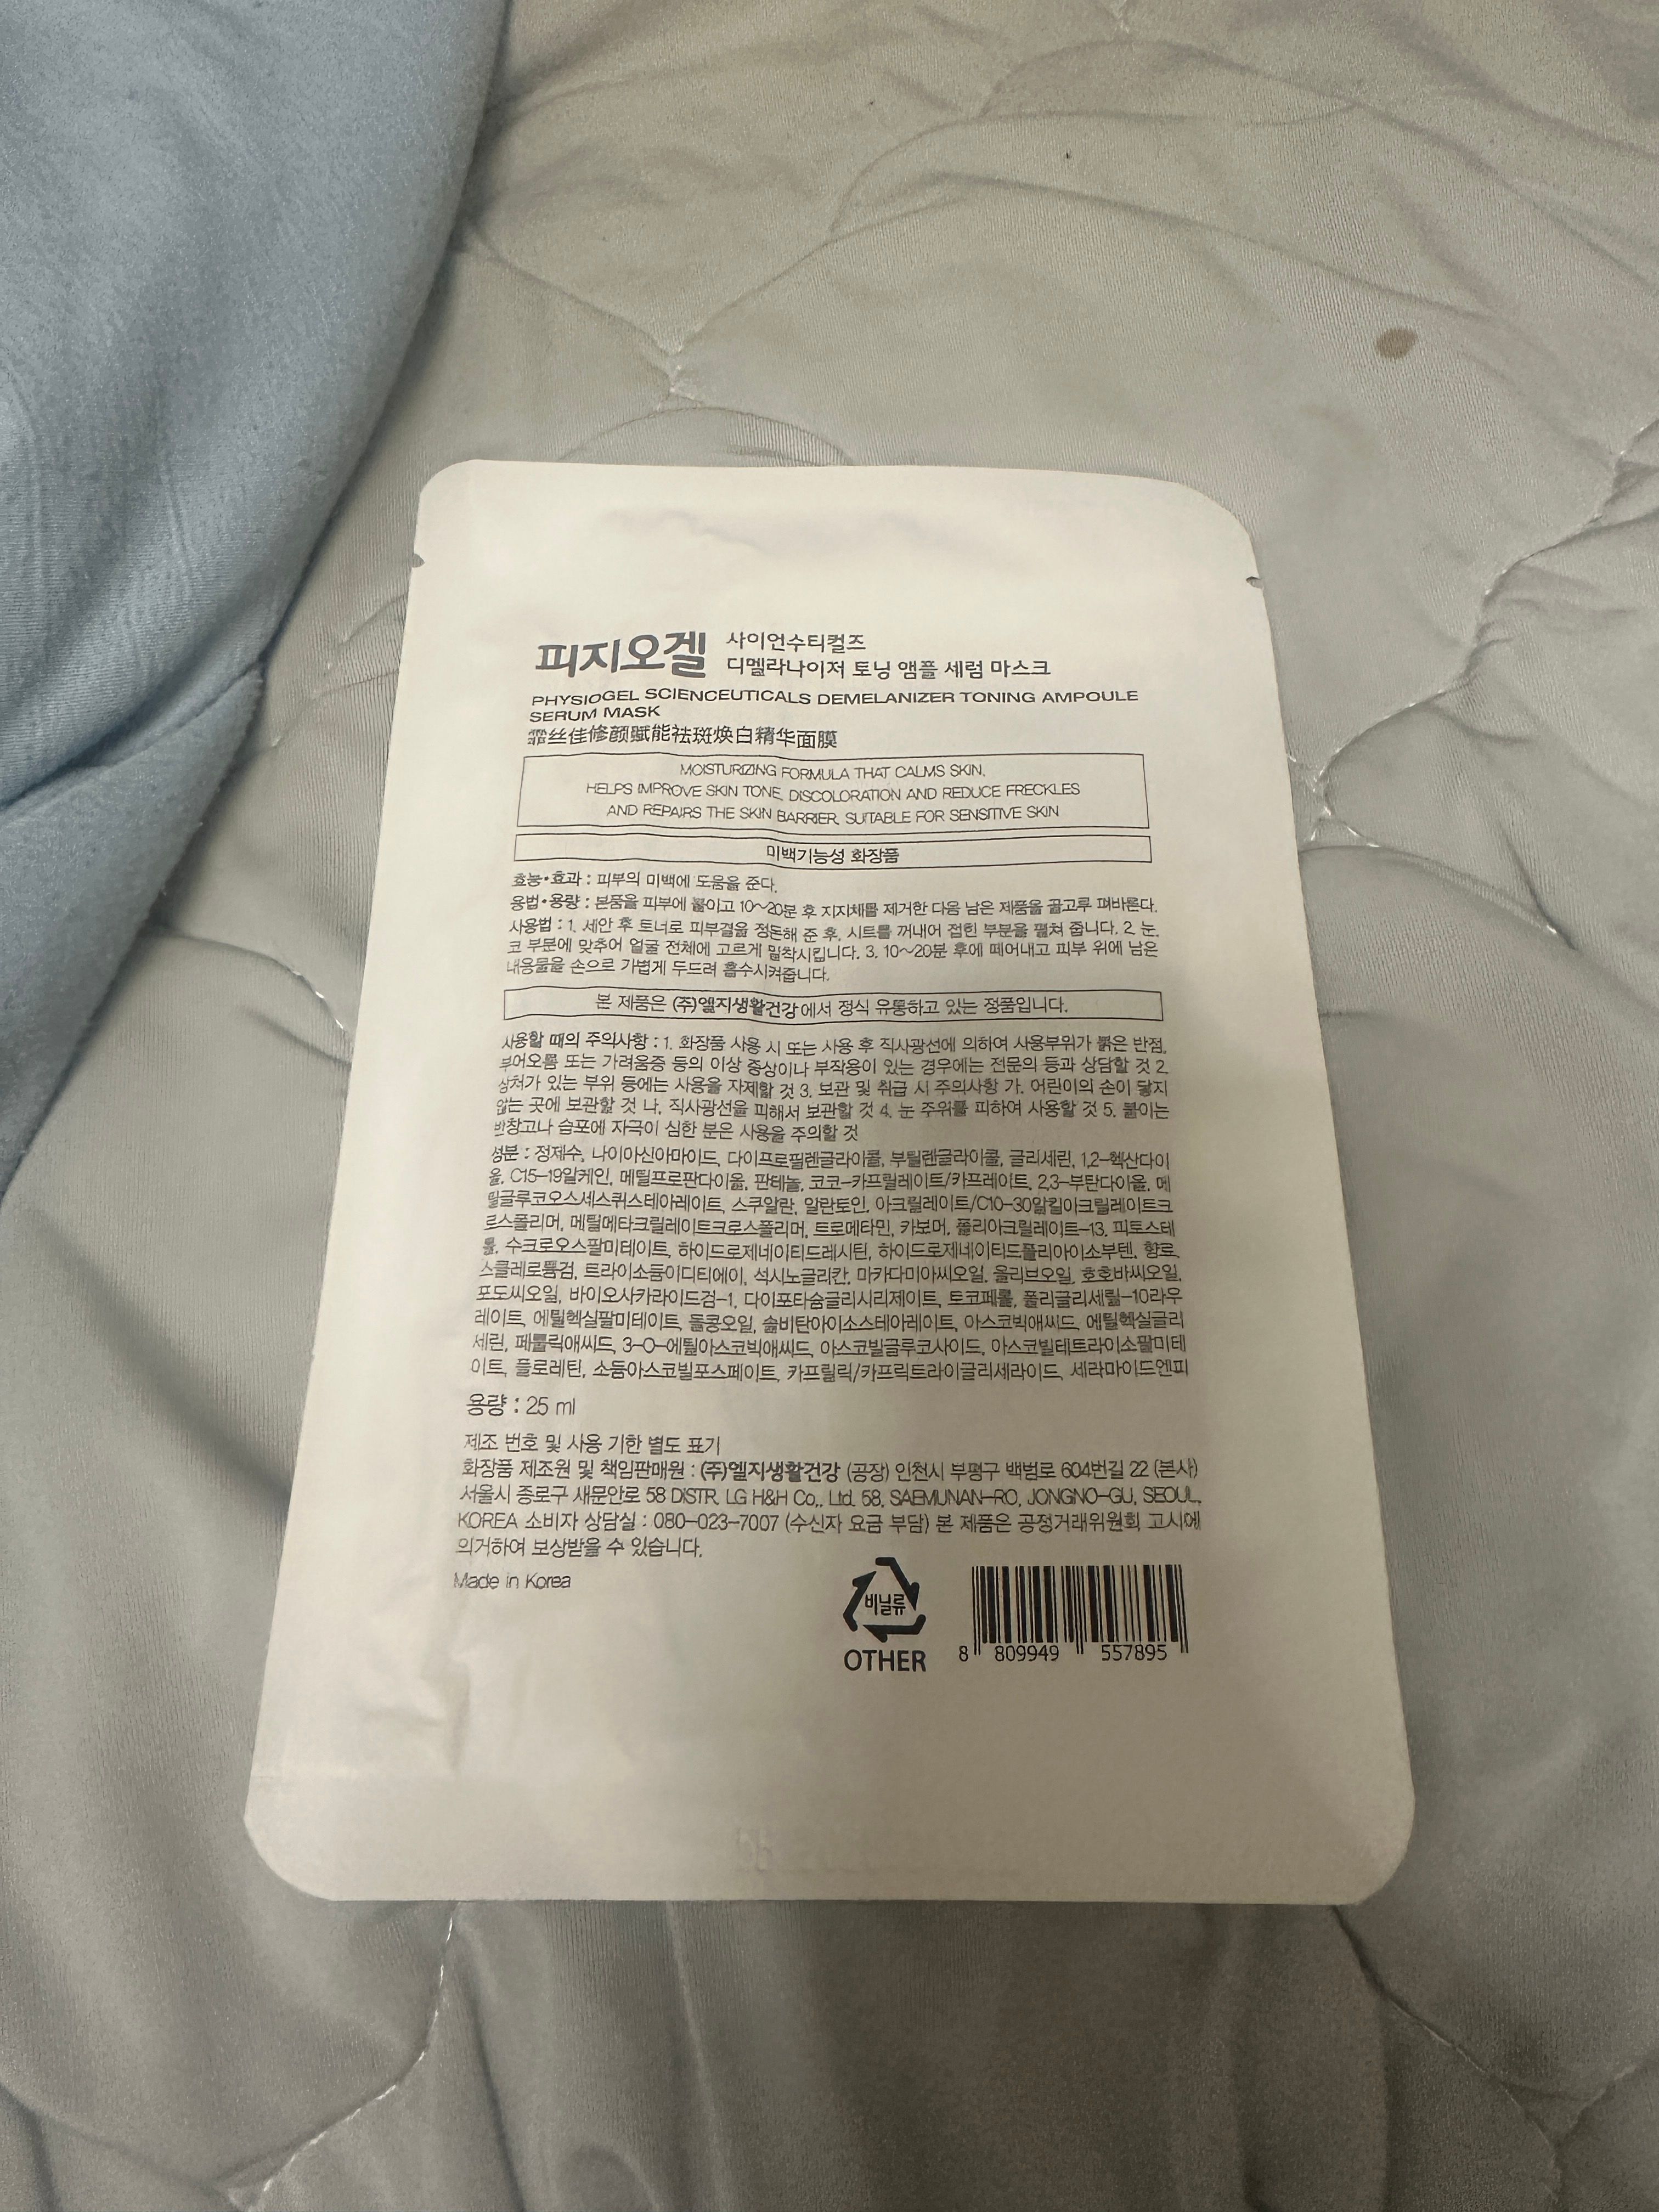 피지오겔 사이언수티컬즈
디멜라나이저 토닝 앰플 세럼 마스크
PHYSIOGEL SCIENCEUTICALS DEMELANIZER TONING AMPOULE
SERUM MASK
霏丝佳修颜赋能祛斑焕白精华面膜
MOISTURIZING FORMULA THAT CALMS SKIN,
HELPS IMPROVE SKIN TONE, DISCOLORATION AND REDUCE FRECKLES
AND REPAIRS THE SKIN BARRIER, SUITABLE FOR SENSITIVE SKIN
미백기능성 화장품
효능•효과 : 피부의 미백에 도움을 준다.
용법•용량 : 본품을 피부에 붙이고 10~20분 후 지지체를 제거한 다음 남은 제품을 골고루 펴바른다.
사용법 : 1. 세안 후 토너로 피부결을 정돈해 준 후, 시트를 꺼내어 접힌 부분을 펼쳐 줍니다. 2. 눈,
코 부분에 맞추어 얼굴 전체에 고르게 밀착시킵니다. 3. 10~20분 후에 떼어내고 피부 위에 남은
내용물을 손으로 가볍게 두드려 흡수시켜줍니다.
본 제품은 (주)엘지생활건강에서 정식 유통하고 있는 정품입니다.
사용할 때의 주의사항 : 1. 화장품 사용 시 또는 사용 후 직사광선에 의하여 사용부위가 붉은 반점,
부어오름 또는 가려움증 등의 이상 증상이나 부작용이 있는 경우에는 전문의 등과 상담할 것 2.
상처가 있는 부위 등에는 사용을 자제할 것 3. 보관 및 취급 시 주의사항 가. 어린이의 손이 닿지
않는 곳에 보관할 것 나. 직사광선을 피해서 보관할 것 4. 눈 주위를 피하여 사용할 것 5. 붙이는
반창고나 습포에 자극이 심한 분은 사용을 주의할 것
성분 : 정제수, 나이아신아마이드, 다이프로필렌글라이콜, 부틸렌글라이콜, 글리세린, 1,2-헥산다이
올, C15-19알케인, 메틸프로판다이올, 판테놀, 코코-카프릴레이트/카프레이트, 2,3-부탄다이올, 메
틸글루코오스세스퀴스테아레이트, 스쿠알란, 알란토인, 아크릴레이트/C10-30알킬아크릴레이트크
로스폴리머, 메틸메타크릴레이트크로스폴리머, 트로메타민, 카보머, 폴리아크릴레이트-13, 피토스테
롤, 수크로오스팔미테이트, 하이드로제네이티드레시틴, 하이드로제네이티드폴리아이소부텐, 향료,
스클레로튬검, 트라이소듐이디티에이, 석시노글리칸, 마카다미아씨오일, 올리브오일, 호호바씨오일,
포도씨오일, 바이오사카라이드검-1, 다이포타슘글리시리제이트, 토코페롤, 폴리글리세릴-10라우
레이트, 에틸헥실팔미테이트, 돌콩오일, 솔비탄아이소스테아레이트, 아스코빅애씨드, 에틸헥실글리
세린, 페룰릭애씨드, 3-O-에틸아스코빅애씨드, 아스코빌글루코사이드, 아스코빌테트라이소팔미테
이트, 플로레틴, 소듐아스코빌포스페이트, 카프릴릭/카프릭트라이글리세라이드, 세라마이드엔피
용량 : 25 ml
제조 번호 및 사용 기한 별도 표기
화장품 제조원 및 책임판매원 : (주)엘지생활건강 (공장) 인천시 부평구 백범로 604번길 22 (본사)
서울시 종로구 새문안로 58 DISTR. LG H&H Co., Ltd. 58, SAEMUNAN-RO, JONGNO-GU, SEOUL,
KOREA 소비자 상담실 : 080-023-7007 (수신자 요금 부담) 본 제품은 공정거래위원회 고시에
의거하여 보상받을 수 있습니다.
Made in Korea
비닐류
OTHER
8 809949 557895